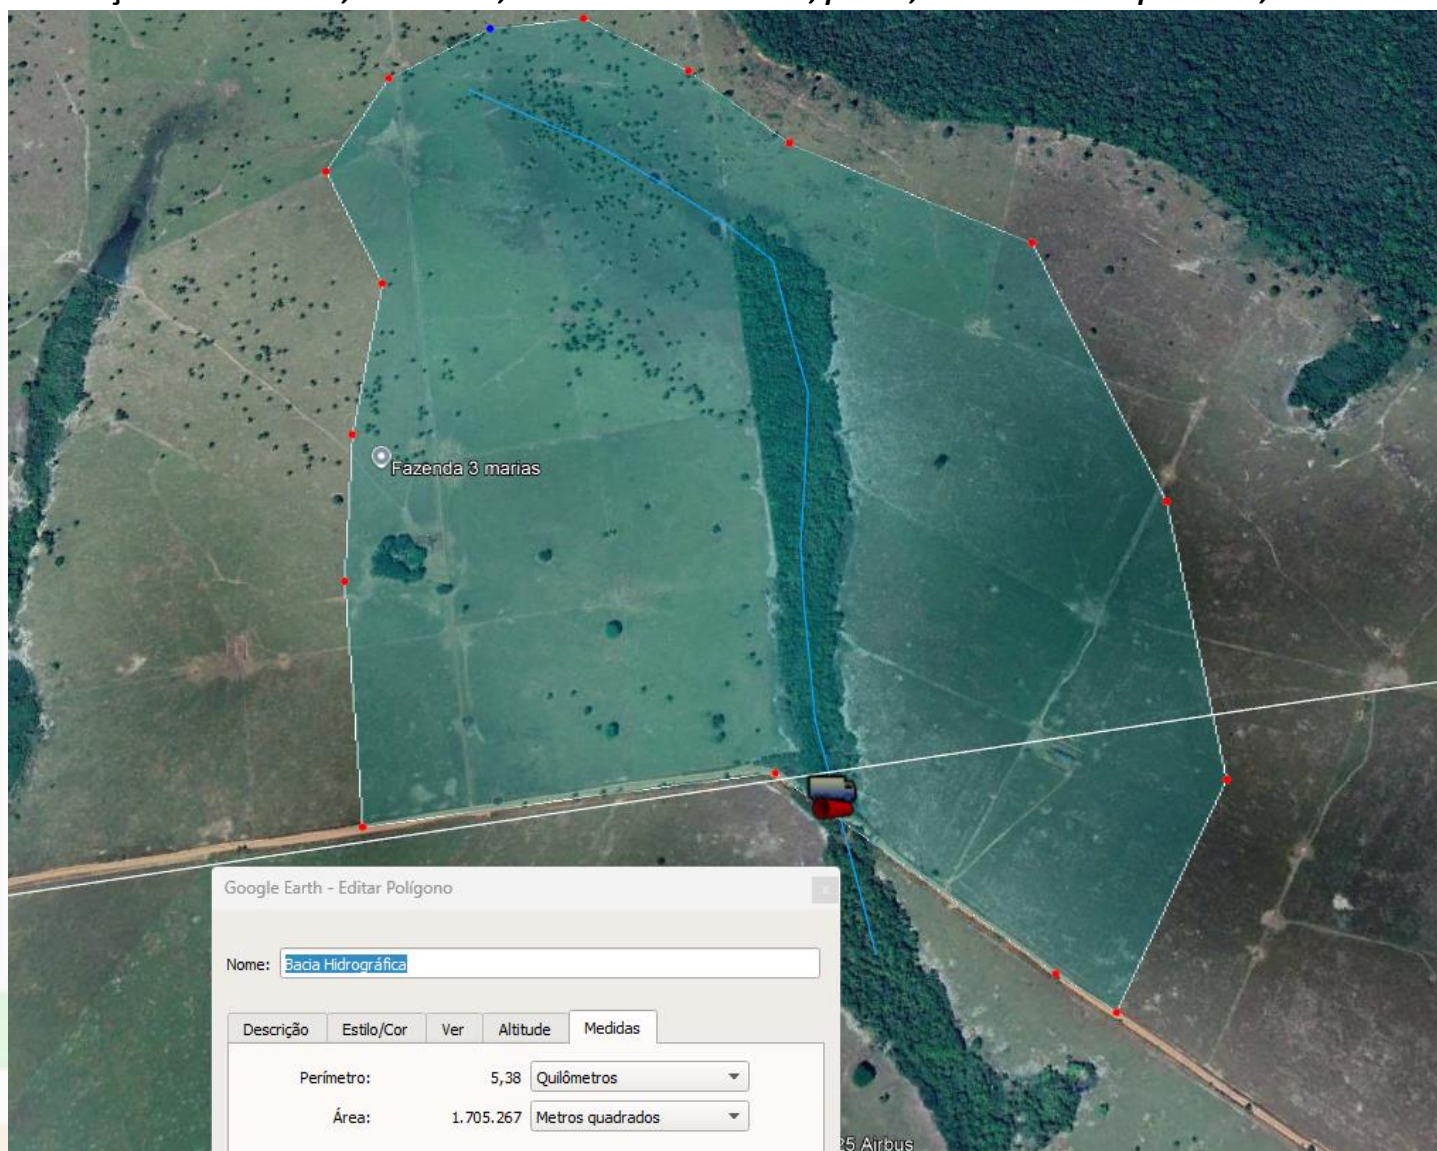 Fazenda 3 marias
Google Earth - Editar Polígono
x
Nome: Bacia Hidrográfica
Descrição Estilo/Cor Ver Altitude Medidas
Perímetro: 5,38 Quilômetros
Área: 1.705.267 Metros quadrados
25 Airbus